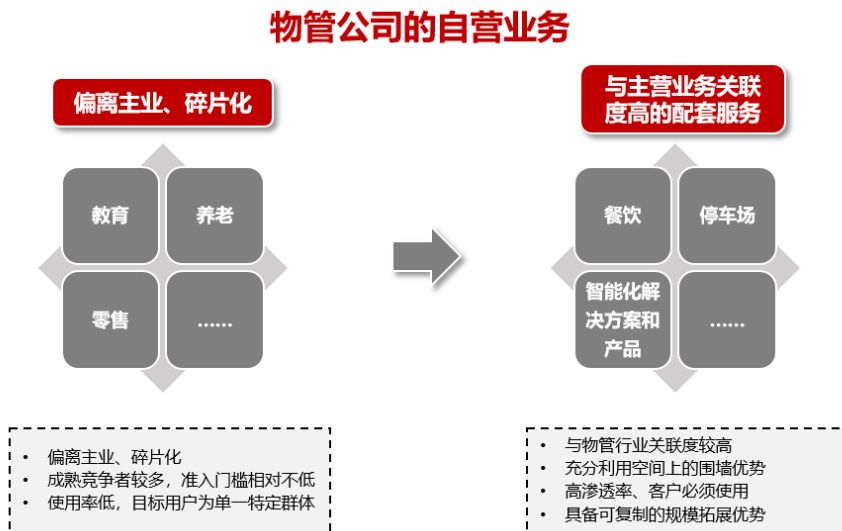 物管公司的自营业务
偏离主业、碎片化
与主营业务关联
度高的配套服务
教育
养老
零售
……
餐饮
停车场
智能化解
决方案和
产品
……
• 偏离主业、碎片化
• 成熟竞争者较多，准入门槛相对不低
• 使用率低，目标用户为单一特定群体
• 与物管行业关联度较高
• 充分利用空间上的围墙优势
• 高渗透率、客户必须使用
• 具备可复制的规模拓展优势